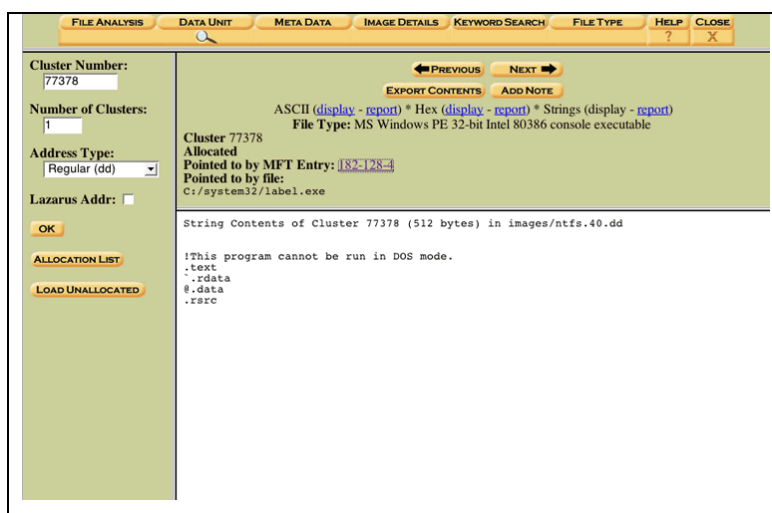 FILE ANALYSIS DATA UNIT META DATA IMAGE DETAILS KEYWORD SEARCH FILE TYPE HELP CLOSE
? X
Cluster Number:
77378
Number of Clusters:
1
Address Type:
Regular (dd)
Lazarus Addr:
OK
ALLOCATION LIST
LOAD UNALLOCATED
PREVIOUS NEXT
EXPORT CONTENTS ADD NOTE
ASCII (display - report) * Hex (display - report) * Strings (display - report)
File Type: MS Windows PE 32-bit Intel 80386 console executable
Cluster 77378
Allocated
Pointed to by MFT Entry: 182-128-4
Pointed to by file:
C:/system32/label.exe
String Contents of Cluster 77378 (512 bytes) in images/ntfs.40.dd
!This program cannot be run in DOS mode.
.text
`.rdata
@.data
.rsrc